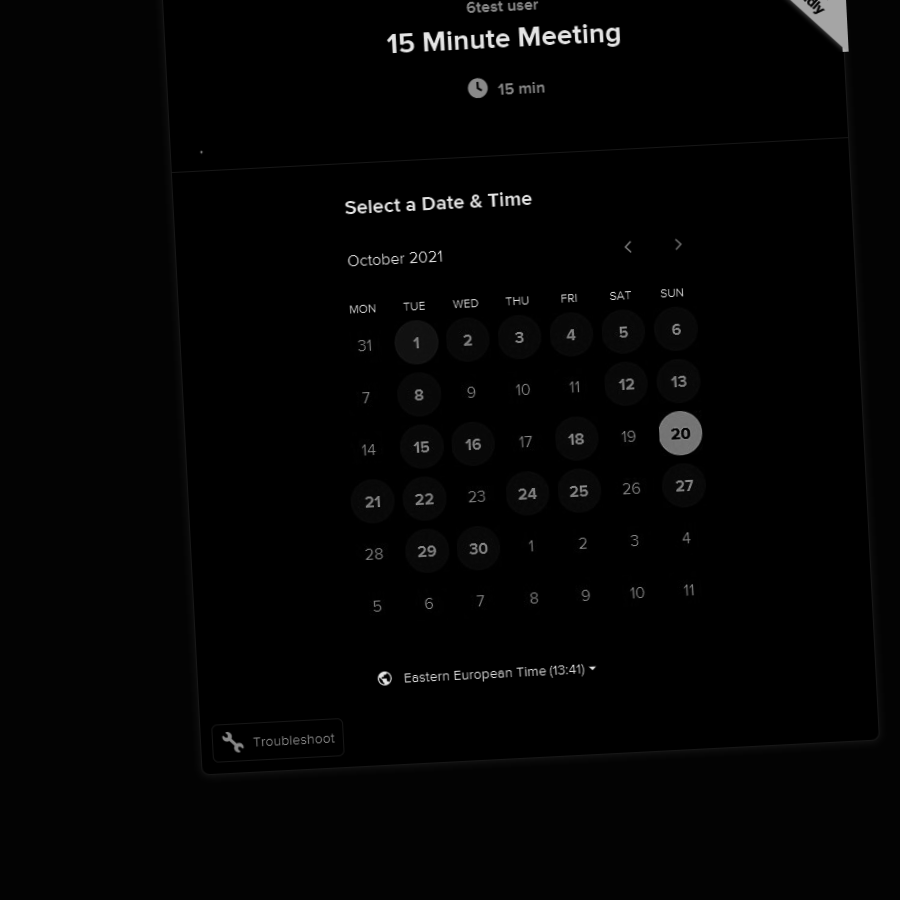 6test user
15 Minute Meeting
15 min
Select a Date & Time
October 2021
MON TUE WED THU FRI SAT SUN
31 1 2 3 4 5 6
7 8 9 10 11 12 13
14 15 16 17 18 19 20
21 22 23 24 25 26 27
28 29 30 1 2 3 4
5 6 7 8 9 10 11
Eastern European Time (13:41)
Troubleshoot